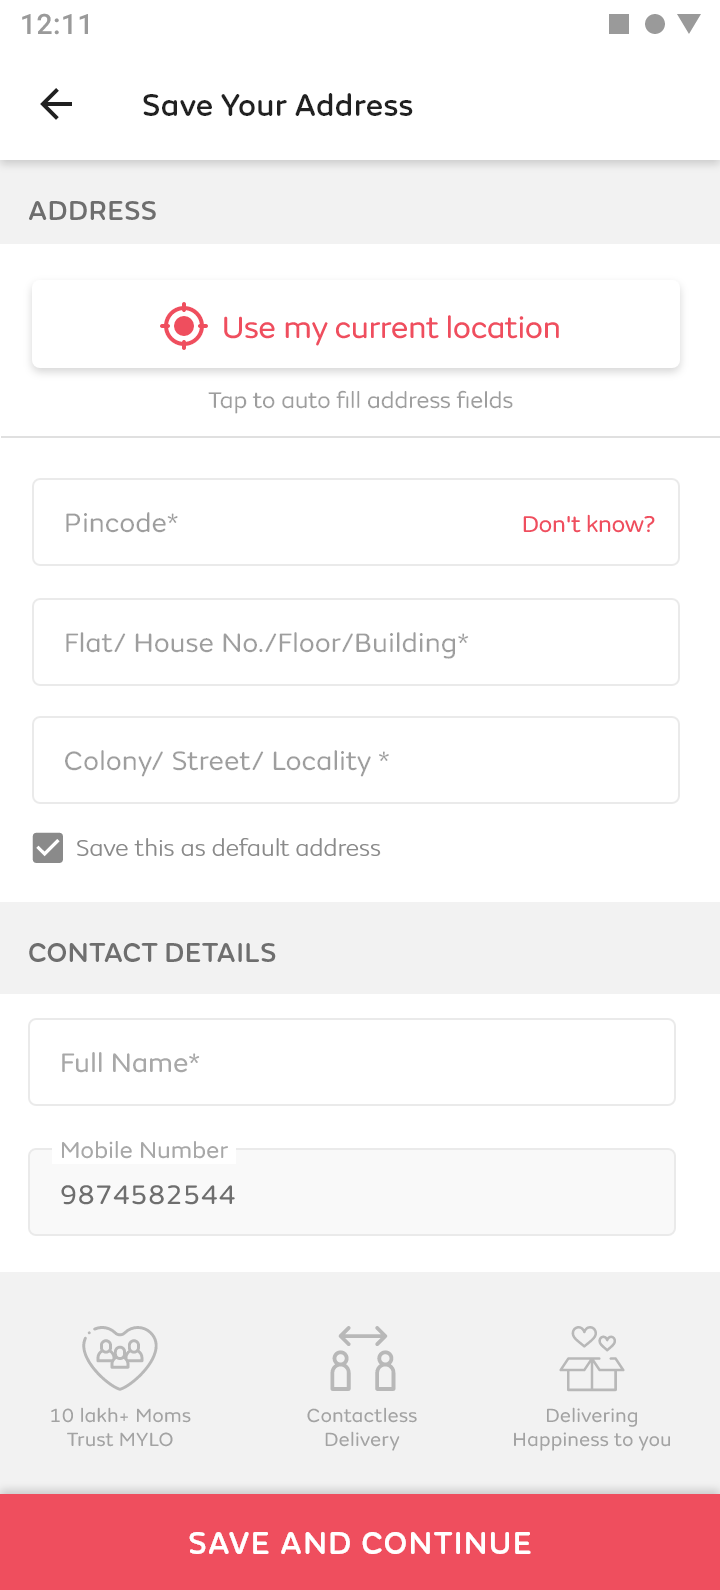 12:11
Save Your Address
ADDRESS
Use my current location
Tap to auto fill address fields
Pincode*
Don't know?
Flat/ House No./Floor/Building*
Colony/ Street/ Locality *
Save this as default address
CONTACT DETAILS
Full Name*
Mobile Number
9874582544
10 lakh+ Moms
Trust MYLO
Contactless
Delivery
Delivering
Happiness to you
SAVE AND CONTINUE